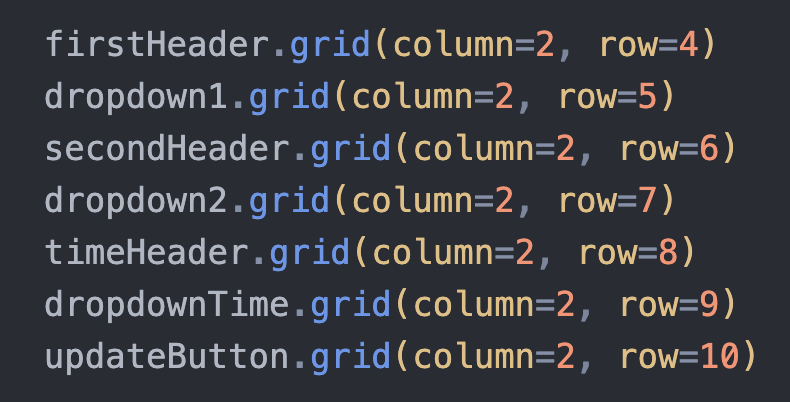 firstHeader.grid(column=2, row=4)
dropdown1.grid(column=2, row=5)
secondHeader.grid(column=2, row=6)
dropdown2.grid(column=2, row=7)
timeHeader.grid(column=2, row=8)
dropdownTime.grid(column=2, row=9)
updateButton.grid(column=2, row=10)